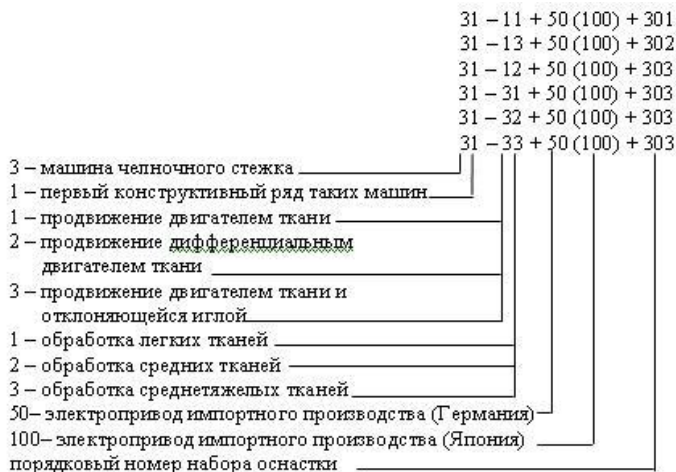 31 – 11 + 50 (100) + 301
31 – 13 + 50 (100) + 302
31 – 12 + 50 (100) + 303
31 – 31 + 50 (100) + 303
31 – 32 + 50 (100) + 303
31 – 33 + 50 (100) + 303
3 – машина челночного стежка
1 – первый конструктивный ряд таких машин
1 – продвижение двигателем ткани
2 – продвижение дифференциальным
двигателем ткани
3 – продвижение двигателем ткани и
отклоняющейся иглой
1 – обработка легких тканей
2 – обработка средних тканей
3 – обработка среднетяжелых тканей
50– электропривод импортного производства (Германия)
100– электропривод импортного производства (Япония)
порядковый номер набора оснастки